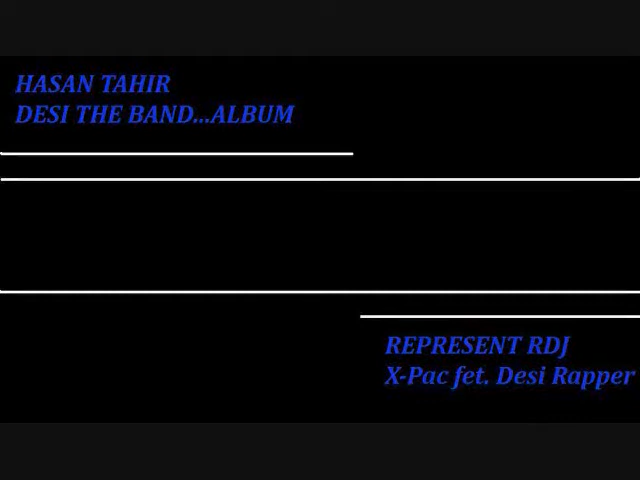 HASAN TAHIR
DESI THE BAND...ALBUM
REPRESENT RDJ
X-Pac fet. Desi Rapper